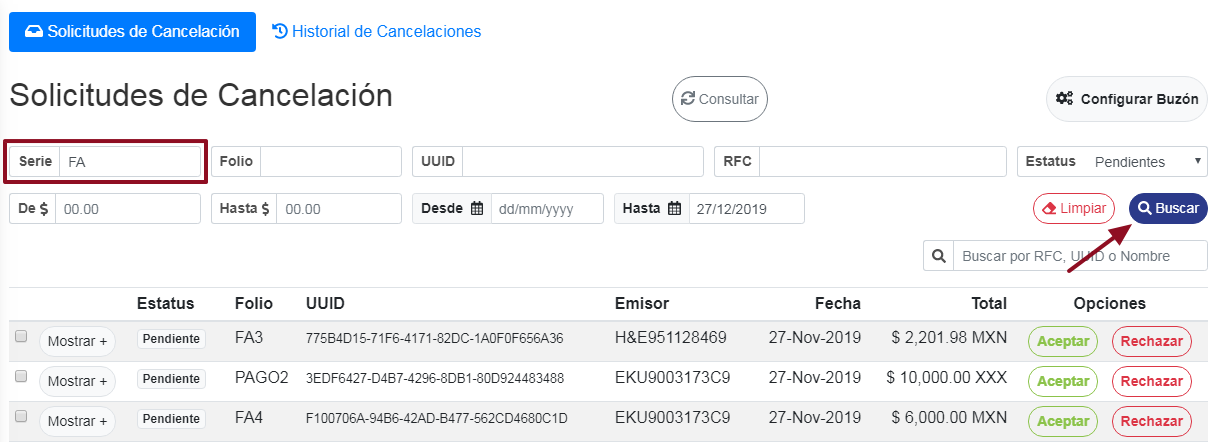 Solicitudes de Cancelación Historial de Cancelaciones
Solicitudes de Cancelación Consultar Configurar Buzón
Serie FA Folio UUID RFC Estatus Pendientes
De $ 00.00 Hasta $ 00.00 Desde dd/mm/yyyy Hasta 27/12/2019 Limpiar Buscar
Buscar por RFC, UUID o Nombre
Estatus Folio UUID Emisor Fecha Total Opciones
Mostrar + Pendiente FA3 775B4D15-71F6-4171-82DC-1A0F0F656A36 H&E951128469 27-Nov-2019 $ 2,201.98 MXN Aceptar Rechazar
Mostrar + Pendiente PAGO2 3EDF6427-D4B7-4296-8DB1-80D924483488 EKU9003173C9 27-Nov-2019 $ 10,000.00 XXX Aceptar Rechazar
Mostrar + Pendiente FA4 F100706A-94B6-42AD-B477-562CD4680C1D EKU9003173C9 27-Nov-2019 $ 6,000.00 MXN Aceptar Rechazar